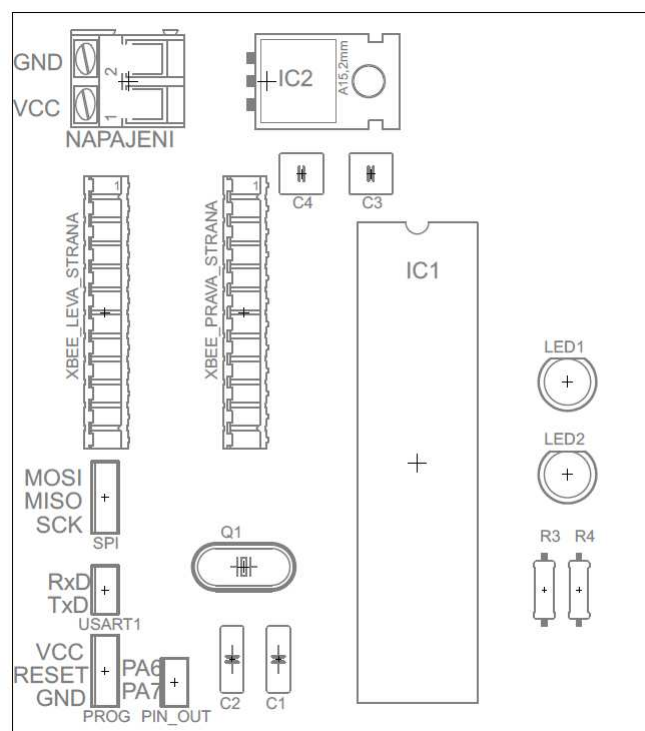 GND
VCC
2
1
NAPAJENI
IC2
A15,2mm
C4
C3
1
XBEE_LEVA_STRANA
1
XBEE_PRAVA_STRANA
IC1
LED1
LED2
MOSI
MISO
SCK
SPI
Q1
R3 R4
RxD
TxD
USART1
VCC
RESET
GND
PROG
PA6
PA7
PIN_OUT
C2
C1